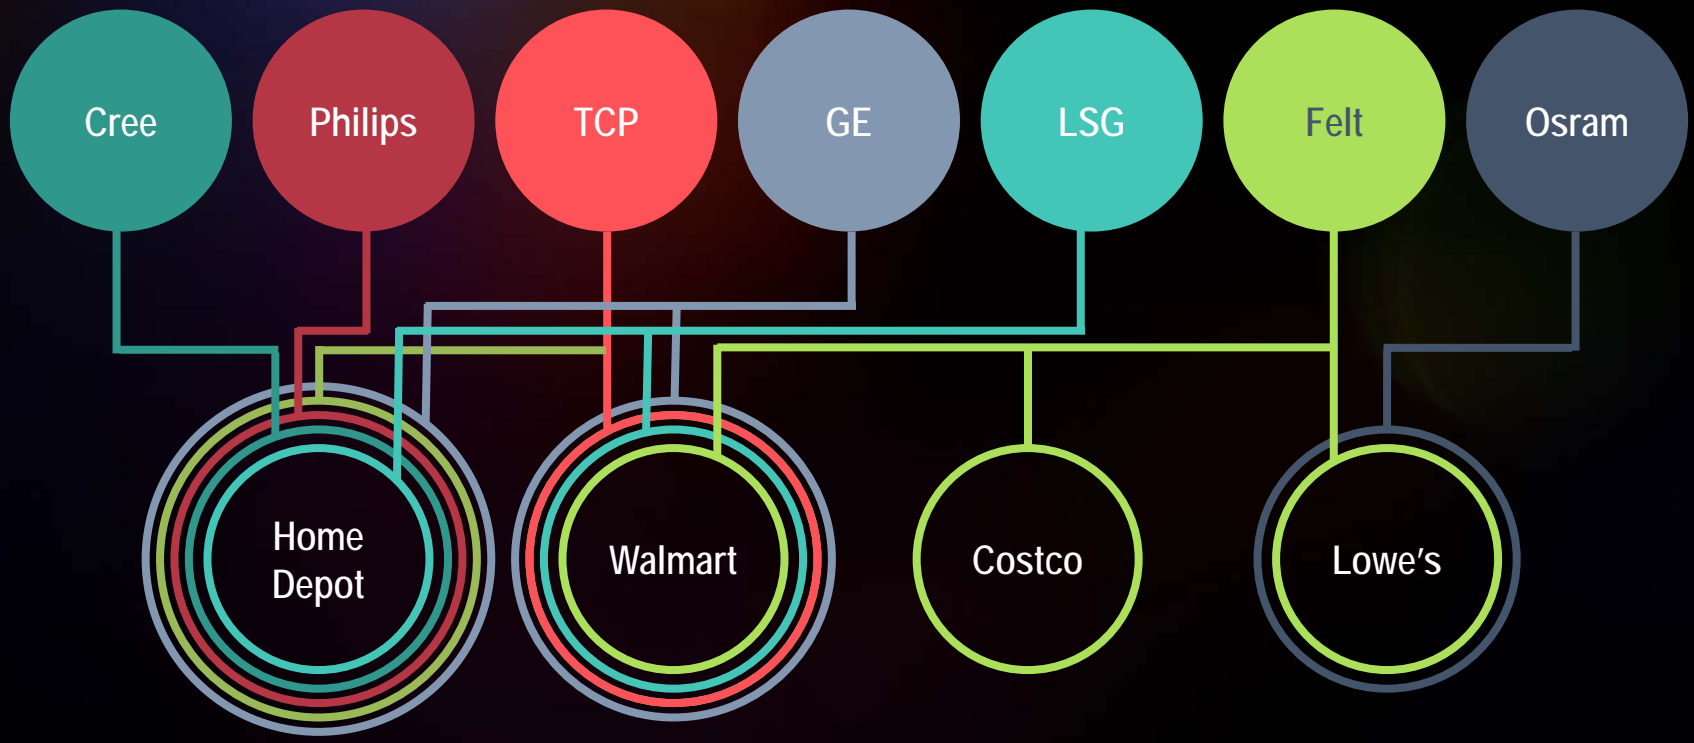 Cree
Philips
TCP
GE
LSG
Felt
Osram
Home
Depot
Walmart
Costco
Lowe's